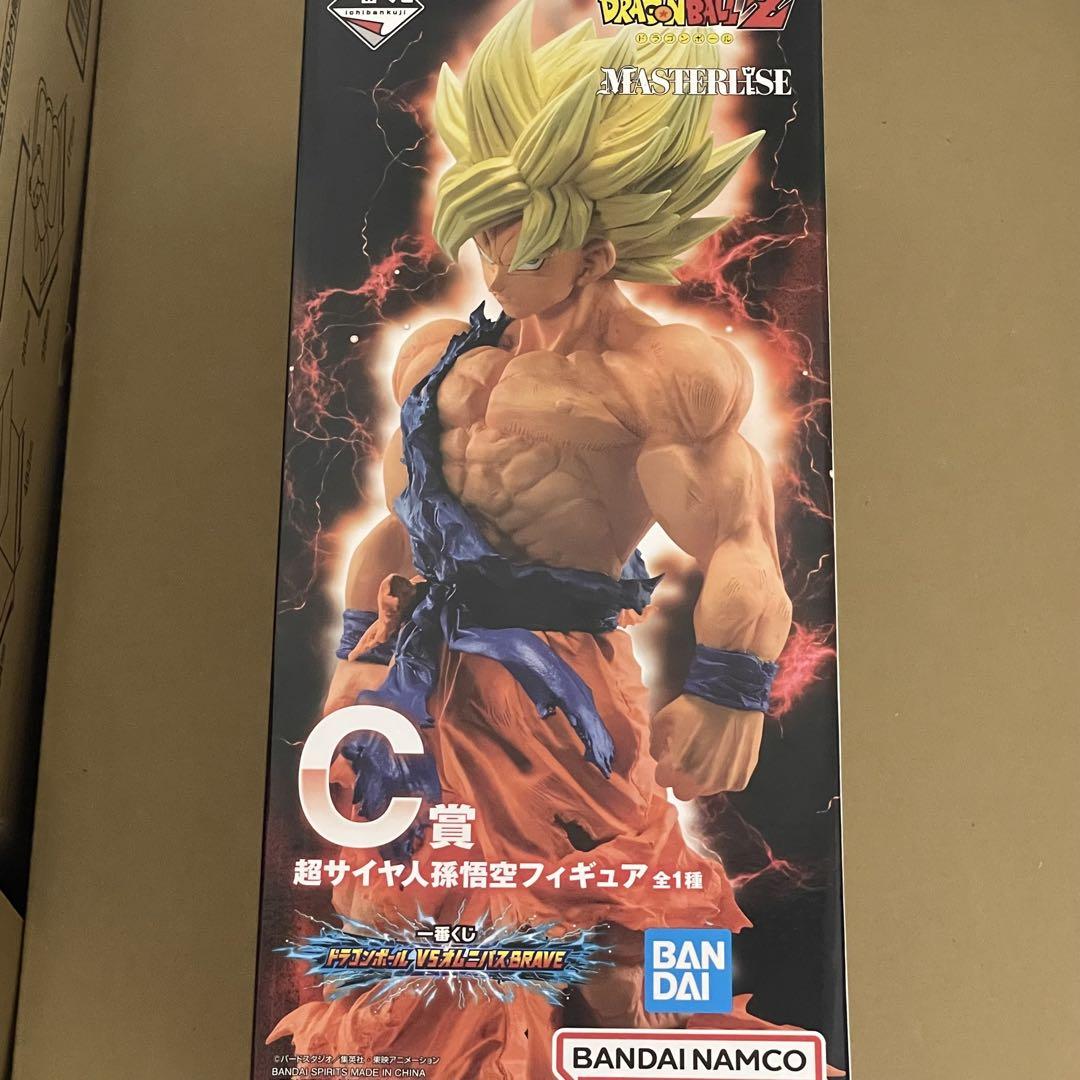 ichibankuji
DRAGON BALL Z
ドラゴンボール
MASTERLISE
C賞
超サイヤ人孫悟空フィギュア 全1種
一番くじ
ドラゴンボール VSオムニバスBRAVE
BAN
DAI
©バードスタジオ／集英社・東映アニメーション
BANDAI SPIRITS MADE IN CHINA
BANDAI NAMCO